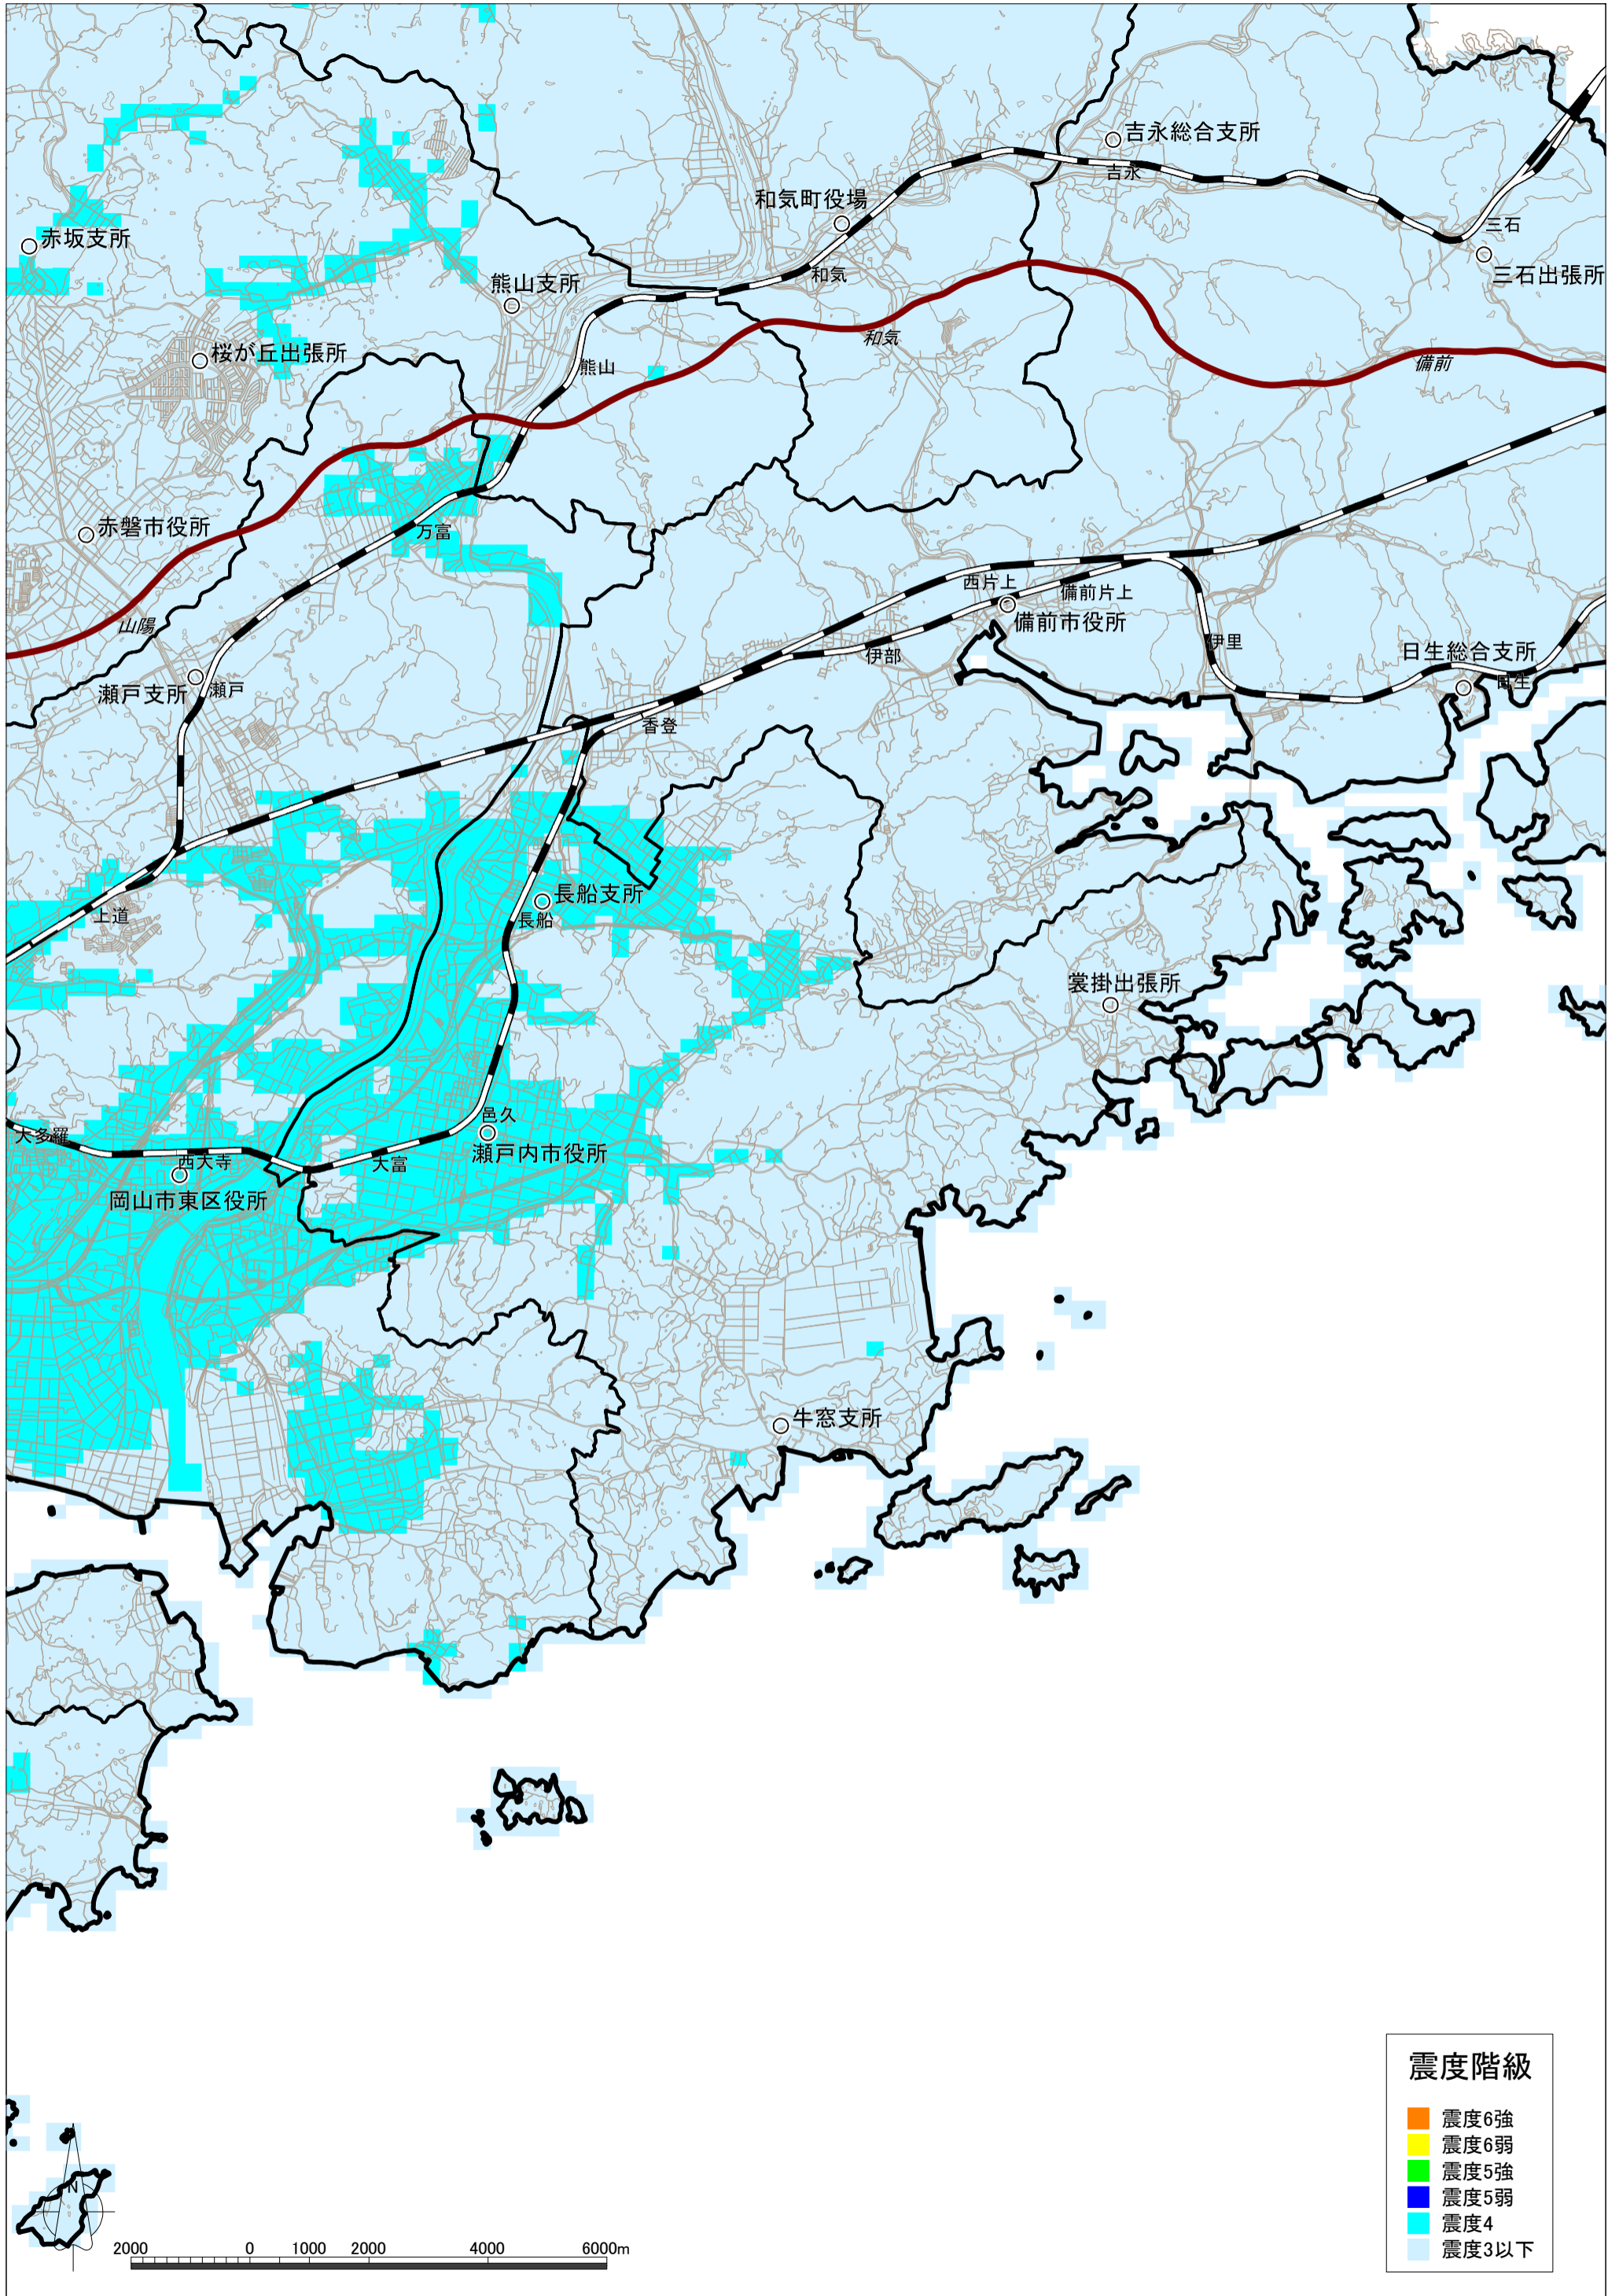 吉永総合支所
吉永
和気町役場
三石
赤坂支所
三石出張所
和気
熊山支所
和気
桜が丘出張所
備前
熊山
赤磐市役所
万富
西片上
備前片上
備前市役所
山陽
伊里
日生総合支所
伊部
瀬戸支所
瀬戸
日生
香登
長船支所
上道
長船
裳掛出張所
邑久
大多羅
瀬戸内市役所
西大寺
大富
岡山市東区役所
牛窓支所
震度階級
震度6強
震度6弱
震度5強
震度5弱
震度4
震度3以下
N
2000 0 1000 2000 4000 6000m